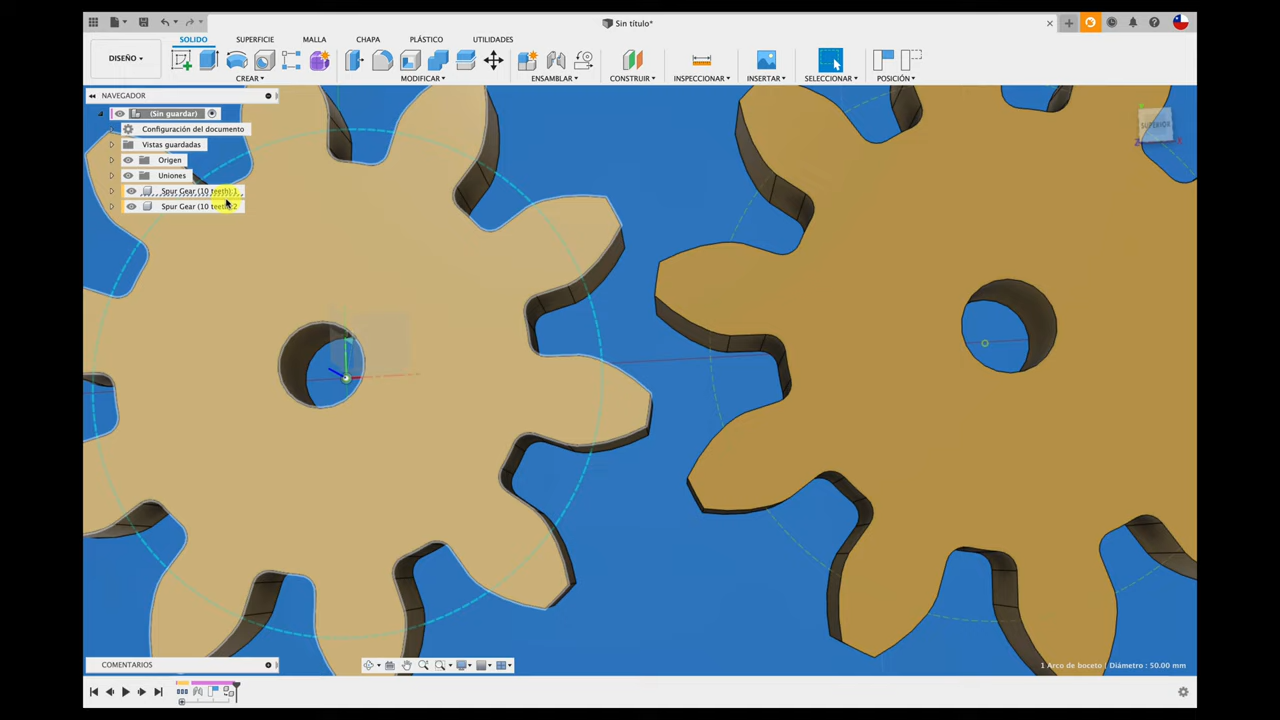 Sin título*
DISEÑO
SOLIDO
SUPERFICIE
MALLA
CHAPA
PLÁSTICO
UTILIDADES
CREAR
MODIFICAR
ENSAMBLAR
CONSTRUIR
INSPECCIONAR
INSERTAR
SELECCIONAR
POSICIÓN
NAVEGADOR
(Sin guardar)
Configuración del documento
Vistas guardadas
Origen
Uniones
Spur Gear (10 teeth):1
Spur Gear (10 teeth):2
SUPERIOR
Z
X
COMENTARIOS
1 Arco de boceto | Diámetro : 50.00 mm